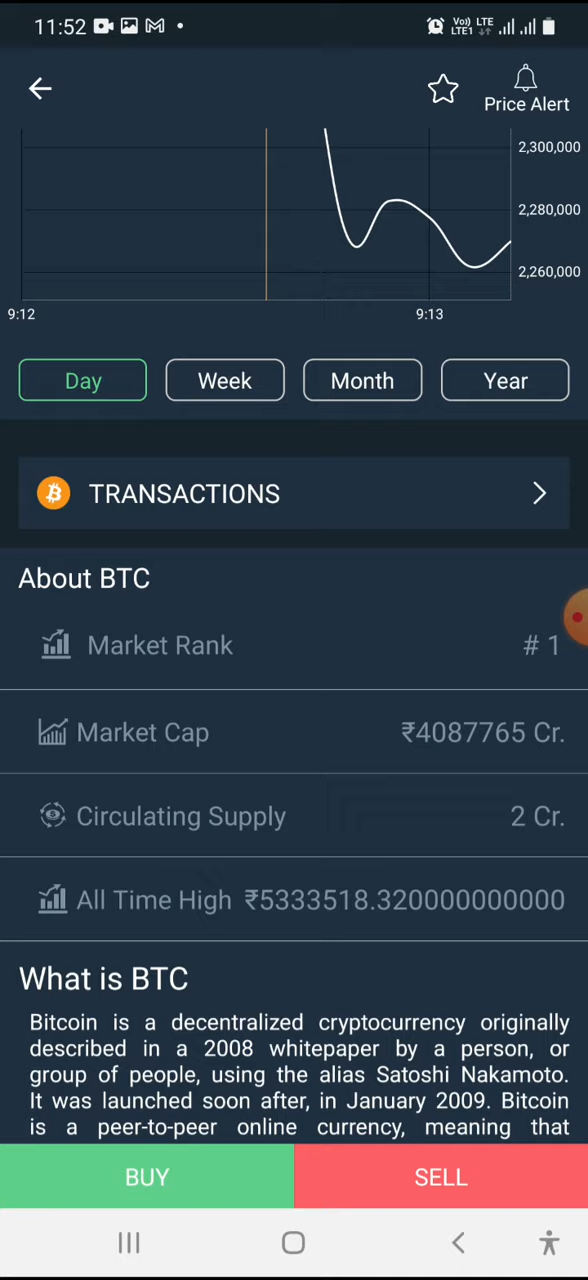 11:52
Vo) LTE
LTE1
Price Alert
2,300,000
2,280,000
2,260,000
9:12 9:13
Day Week Month Year
TRANSACTIONS
About BTC
Market Rank # 1
Market Cap ₹4087765 Cr.
Circulating Supply 2 Cr.
All Time High ₹5333518.320000000000
What is BTC
Bitcoin is a decentralized cryptocurrency originally
described in a 2008 whitepaper by a person, or
group of people, using the alias Satoshi Nakamoto.
It was launched soon after, in January 2009. Bitcoin
is a peer-to-peer online currency, meaning that
BUY SELL